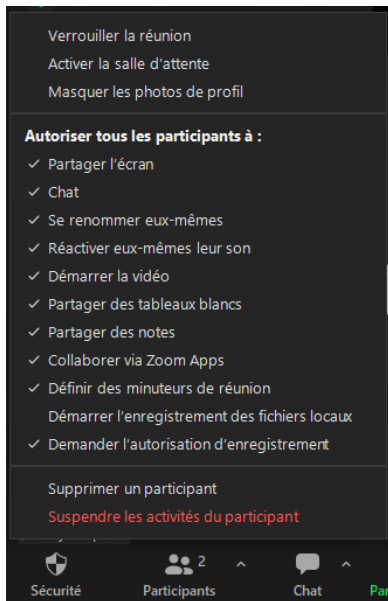 Verrouiller la réunion
Activer la salle d'attente
Masquer les photos de profil
Autoriser tous les participants à :
Partager l'écran
Chat
Se renommer eux-mêmes
Réactiver eux-mêmes leur son
Démarrer la vidéo
Partager des tableaux blancs
Partager des notes
Collaborer via Zoom Apps
Définir des minuteurs de réunion
Démarrer l'enregistrement des fichiers locaux
Demander l'autorisation d'enregistrement
Supprimer un participant
Suspendre les activités du participant
2
Sécurité Participants Chat